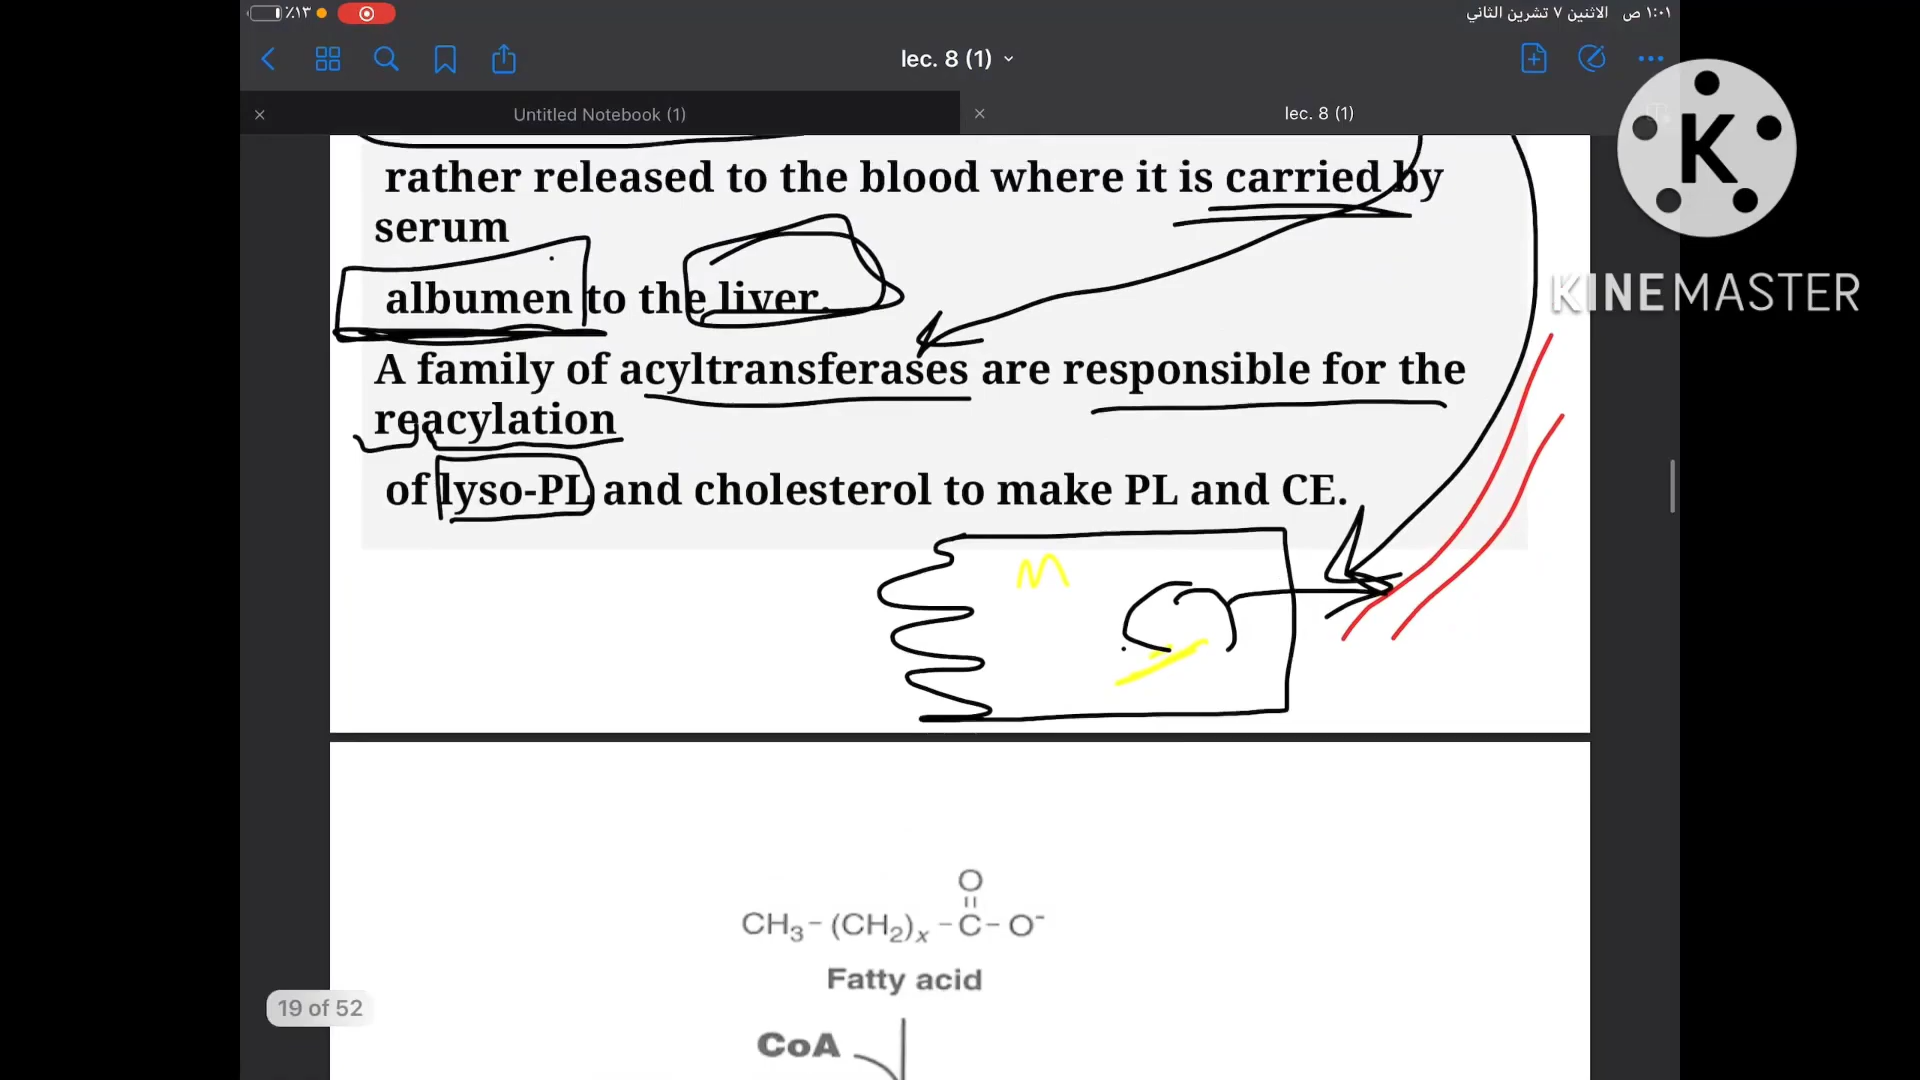 ٪١٣
١:٠١ ص الاثنين ٧ تشرين الثاني
lec. 8 (1)
Untitled Notebook (1)
lec. 8 (1)
K
KINEMASTER
rather released to the blood where it is carried by
serum
albumen to the liver.
A family of acyltransferases are responsible for the
reacylation
of lyso-PL and cholesterol to make PL and CE.
m
O
CH3-(CH2)x-C-O-
Fatty acid
19 of 52
CoA